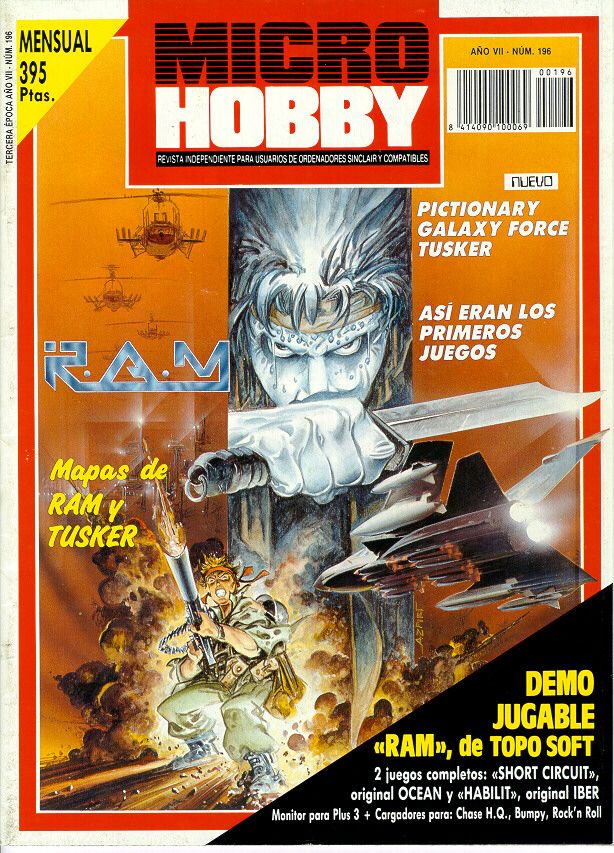 TERCERA ÉPOCA AÑO VII - NÚM. 196
MENSUAL
395
Ptas.
MICRO
HOBBY
REVISTA INDEPENDIENTE PARA USUARIOS DE ORDENADORES SINCLAIR Y COMPATIBLES
AÑO VII - NÚM. 196
00196
8 414090 100069
NUEVO
PICTIONARY
GALAXY FORCE
TUSKER
ASÍ ERAN LOS
PRIMEROS
JUEGOS
R.A.M
Mapas de
RAM y
TUSKER
AZPIRI
DEMO
JUGABLE
«RAM», de TOPO SOFT
2 juegos completos: «SHORT CIRCUIT»,
original OCEAN y «HABILIT», original IBER
Monitor para Plus 3 + Cargadores para: Chase H.Q., Bumpy, Rock'n Roll